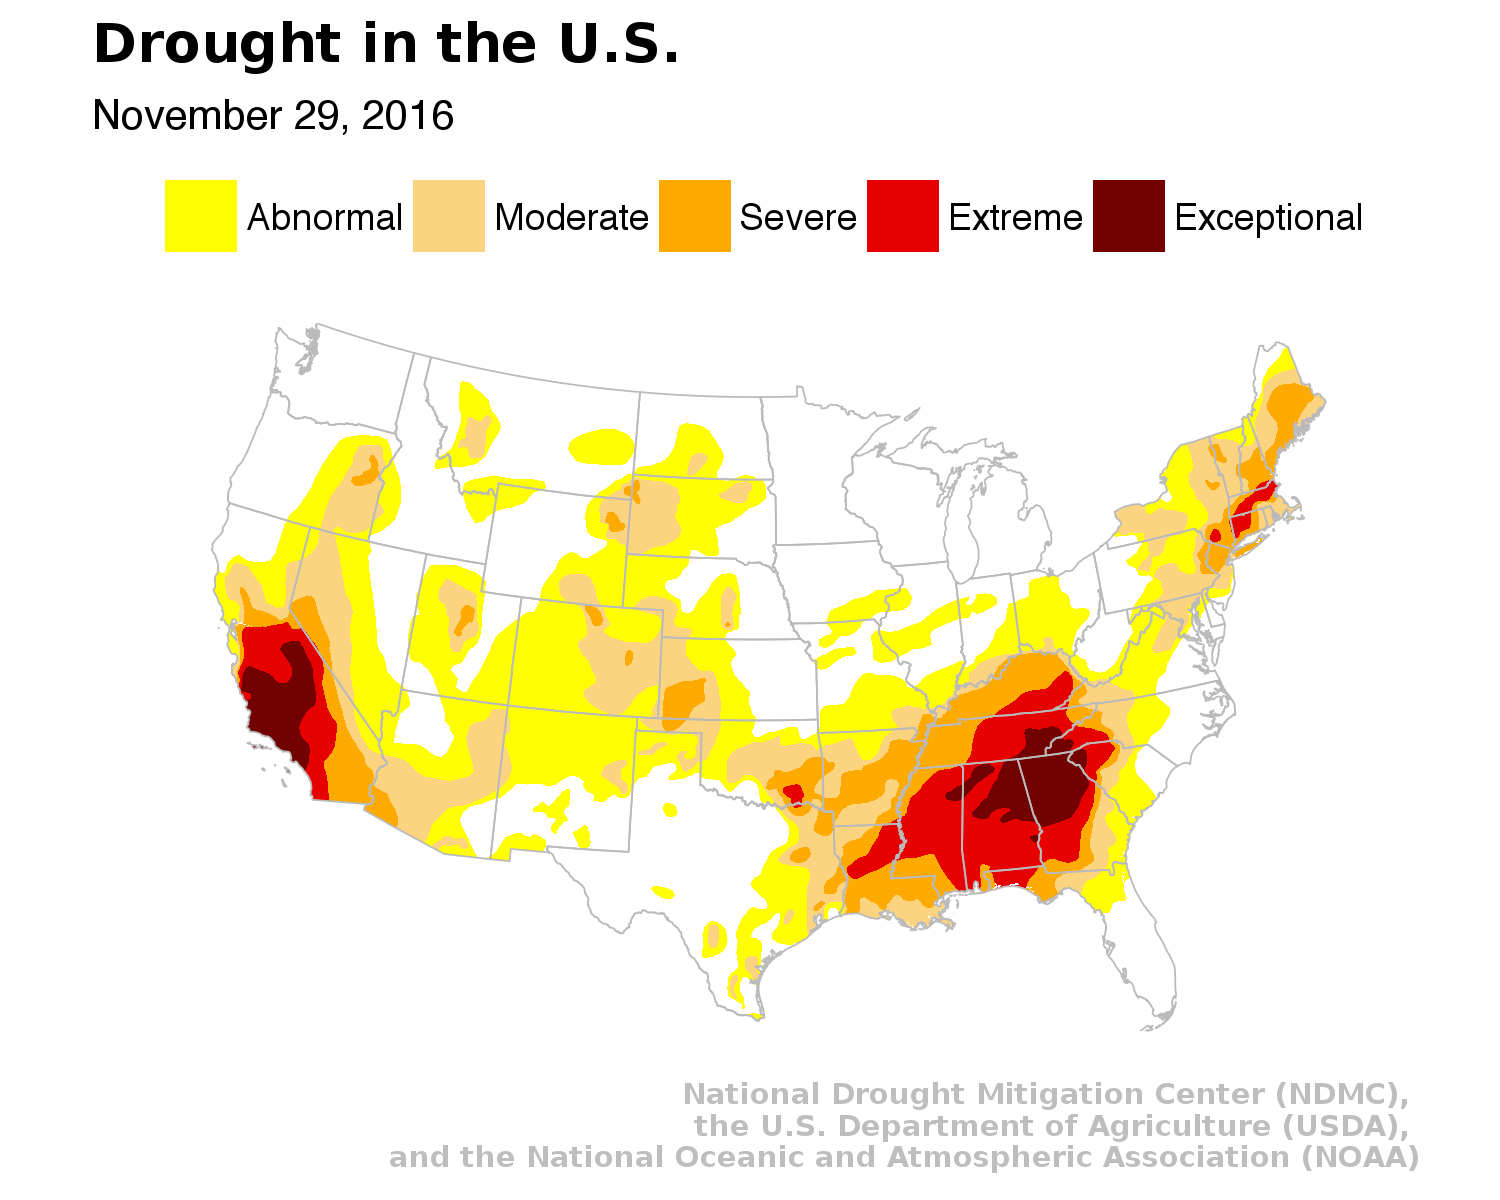 Drought in the U.S.
November 29, 2016
Abnormal Moderate Severe Extreme Exceptional
National Drought Mitigation Center (NDMC),
the U.S. Department of Agriculture (USDA),
and the National Oceanic and Atmospheric Association (NOAA)